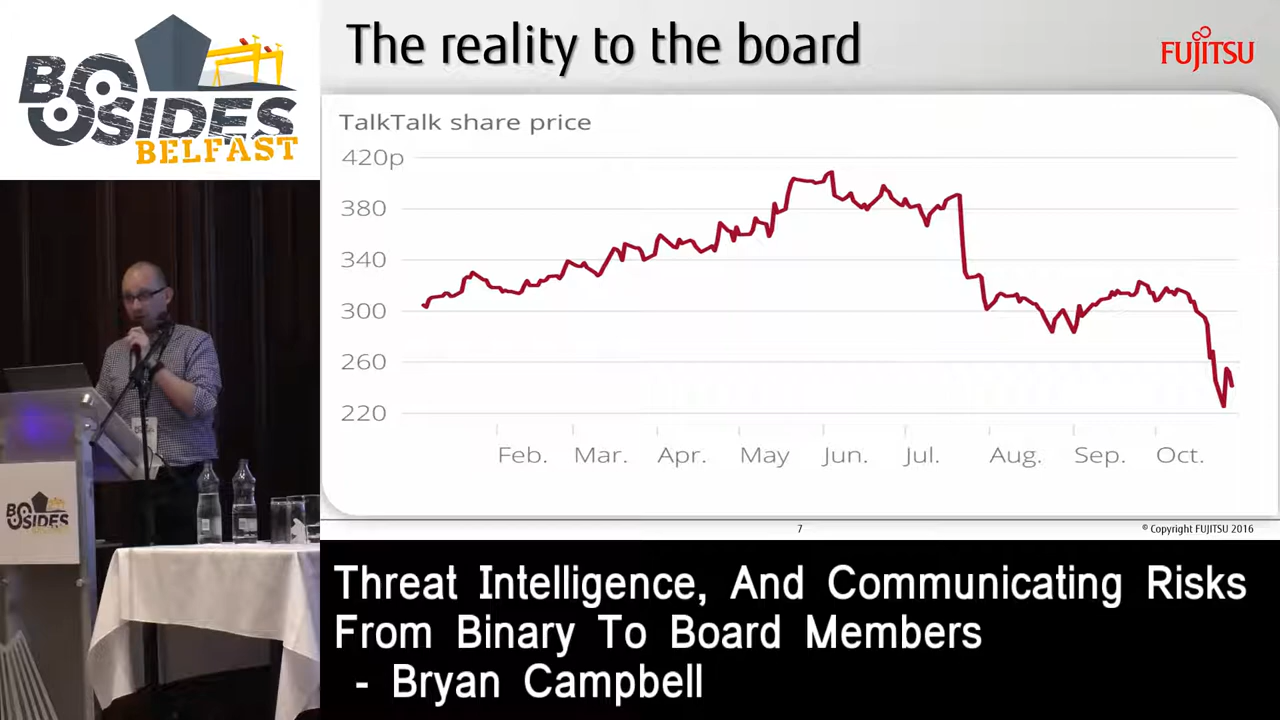 BSIDES
BELFAST
The reality to the board
FUJITSU
TalkTalk share price
420p
380
340
300
260
220
Feb. Mar. Apr. May Jun. Jul. Aug. Sep. Oct.
7
© Copyright FUJITSU 2016
BSIDES
Threat Intelligence, And Communicating Risks
From Binary To Board Members
- Bryan Campbell